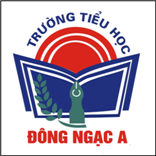 TRƯỜNG TIỂU HỌC
ĐÔNG NGẠC A